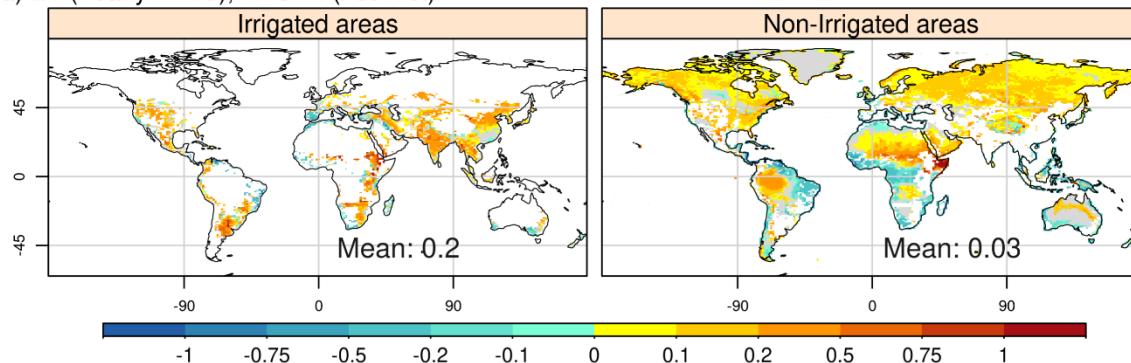 Irrigated areas Non-Irrigated areas
45
0
-45
Mean: 0.2 Mean: 0.03
-90 0 90 -90 0 90
-1 -0.75 -0.5 -0.2 -0.1 0 0.1 0.2 0.5 0.75 1